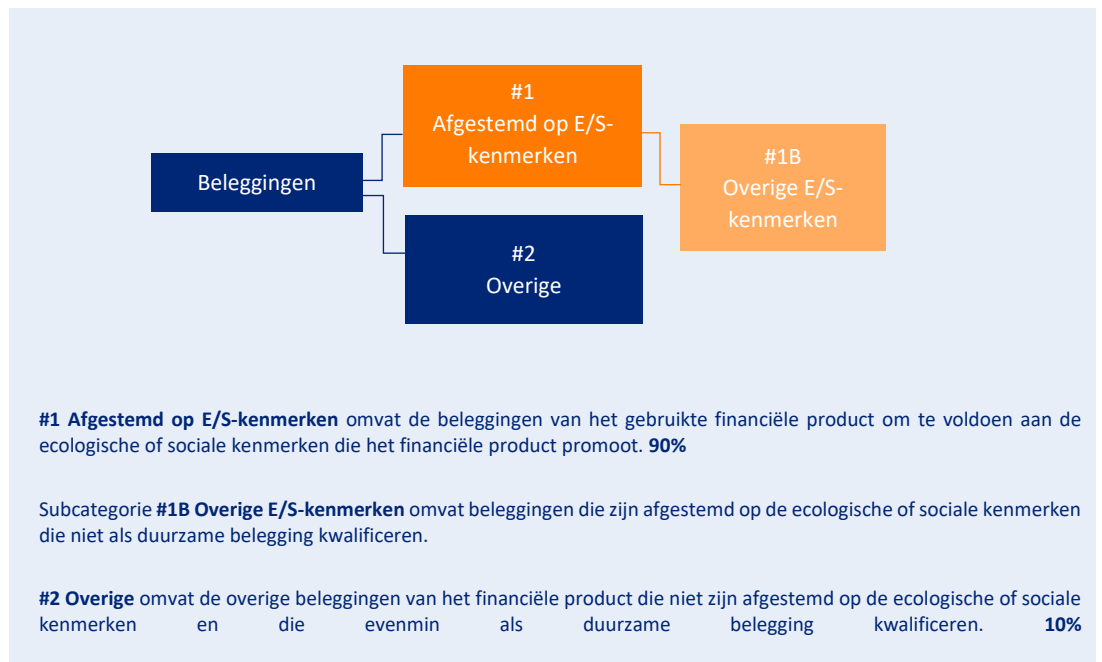 #1
Afgestemd op E/S-
kenmerken
Beleggingen
#1B
Overige E/S-
kenmerken
#2
Overige
#1 Afgestemd op E/S-kenmerken omvat de beleggingen van het gebruikte financiële product om te voldoen aan de
ecologische of sociale kenmerken die het financiële product promoot. 90%
Subcategorie #1B Overige E/S-kenmerken omvat beleggingen die zijn afgestemd op de ecologische of sociale kenmerken
die niet als duurzame belegging kwalificeren.
#2 Overige omvat de overige beleggingen van het financiële product die niet zijn afgestemd op de ecologische of sociale
kenmerken en die evenmin als duurzame belegging kwalificeren. 10%